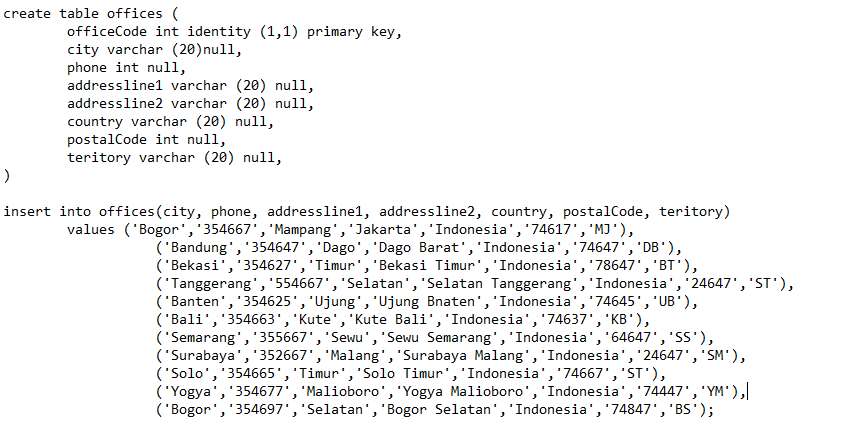 create table offices (
officeCode int identity (1,1) primary key,
city varchar (20)null,
phone int null,
addressline1 varchar (20) null,
addressline2 varchar (20) null,
country varchar (20) null,
postalCode int null,
teritory varchar (20) null,
)
insert into offices(city, phone, addressline1, addressline2, country, postalCode, teritory)
values ('Bogor','354667','Mampang','Jakarta','Indonesia','74617','MJ'),
('Bandung','354647','Dago','Dago Barat','Indonesia','74647','DB'),
('Bekasi','354627','Timur','Bekasi Timur','Indonesia','78647','BT'),
('Tanggerang','554667','Selatan','Selatan Tanggerang','Indonesia','24647','ST'),
('Banten','354625','Ujung','Ujung Bnaten','Indonesia','74645','UB'),
('Bali','354663','Kute','Kute Bali','Indonesia','74637','KB'),
('Semarang','355667','Sewu','Sewu Semarang','Indonesia','64647','SS'),
('Surabaya','352667','Malang','Surabaya Malang','Indonesia','24647','SM'),
('Solo','354665','Timur','Solo Timur','Indonesia','74667','ST'),
('Yogya','354677','Malioboro','Yogya Malioboro','Indonesia','74447','YM'),
('Bogor','354697','Selatan','Bogor Selatan','Indonesia','74847','BS');